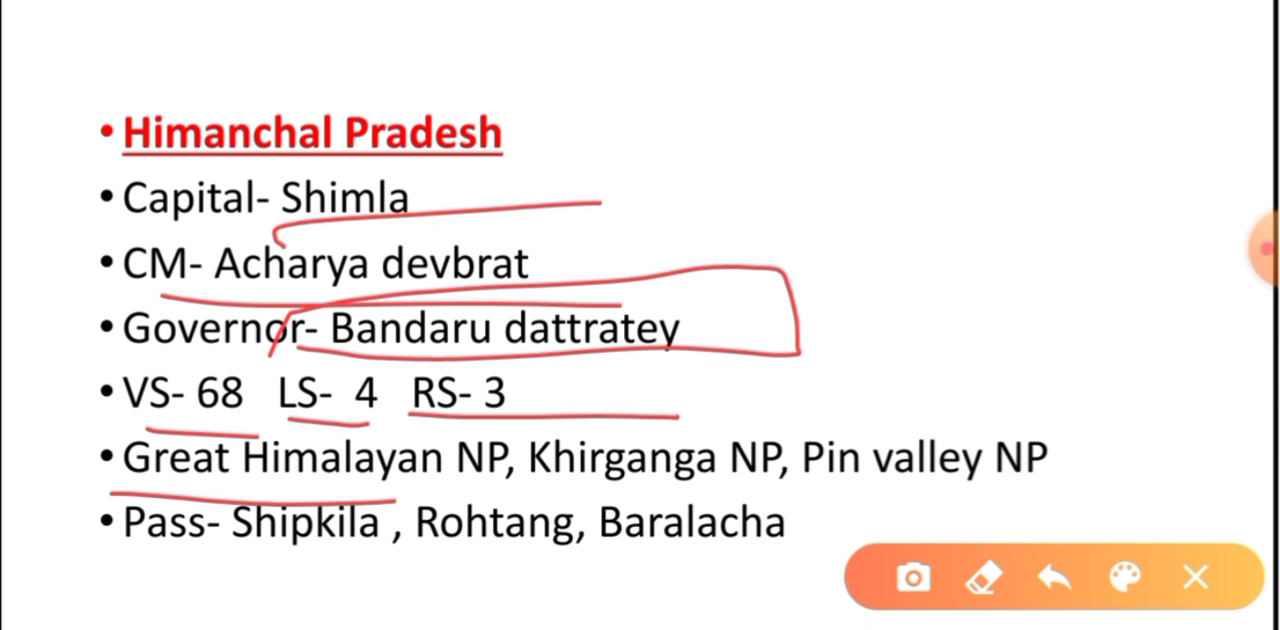 • Himanchal Pradesh
• Capital- Shimla
• CM- Acharya devbrat
• Governor- Bandaru dattratey
• VS- 68 LS- 4 RS- 3
• Great Himalayan NP, Khirganga NP, Pin valley NP
• Pass- Shipkila , Rohtang, Baralacha